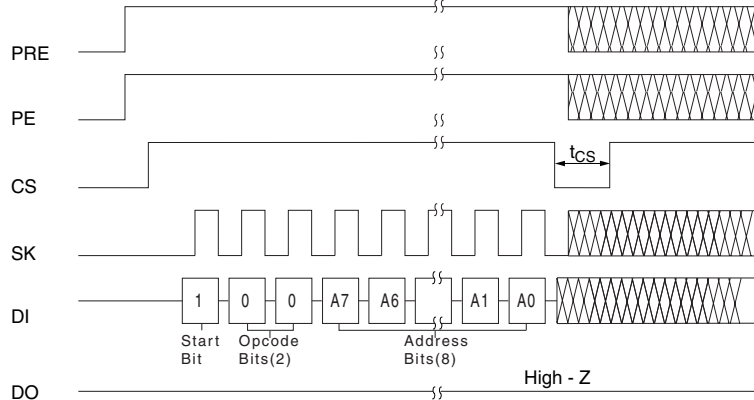 PRE
PE
CS
tCS
SK
DI
1 0 0 A7 A6 A1 A0
Start Opcode Address
Bit Bits(2) Bits(8)
High - Z
DO